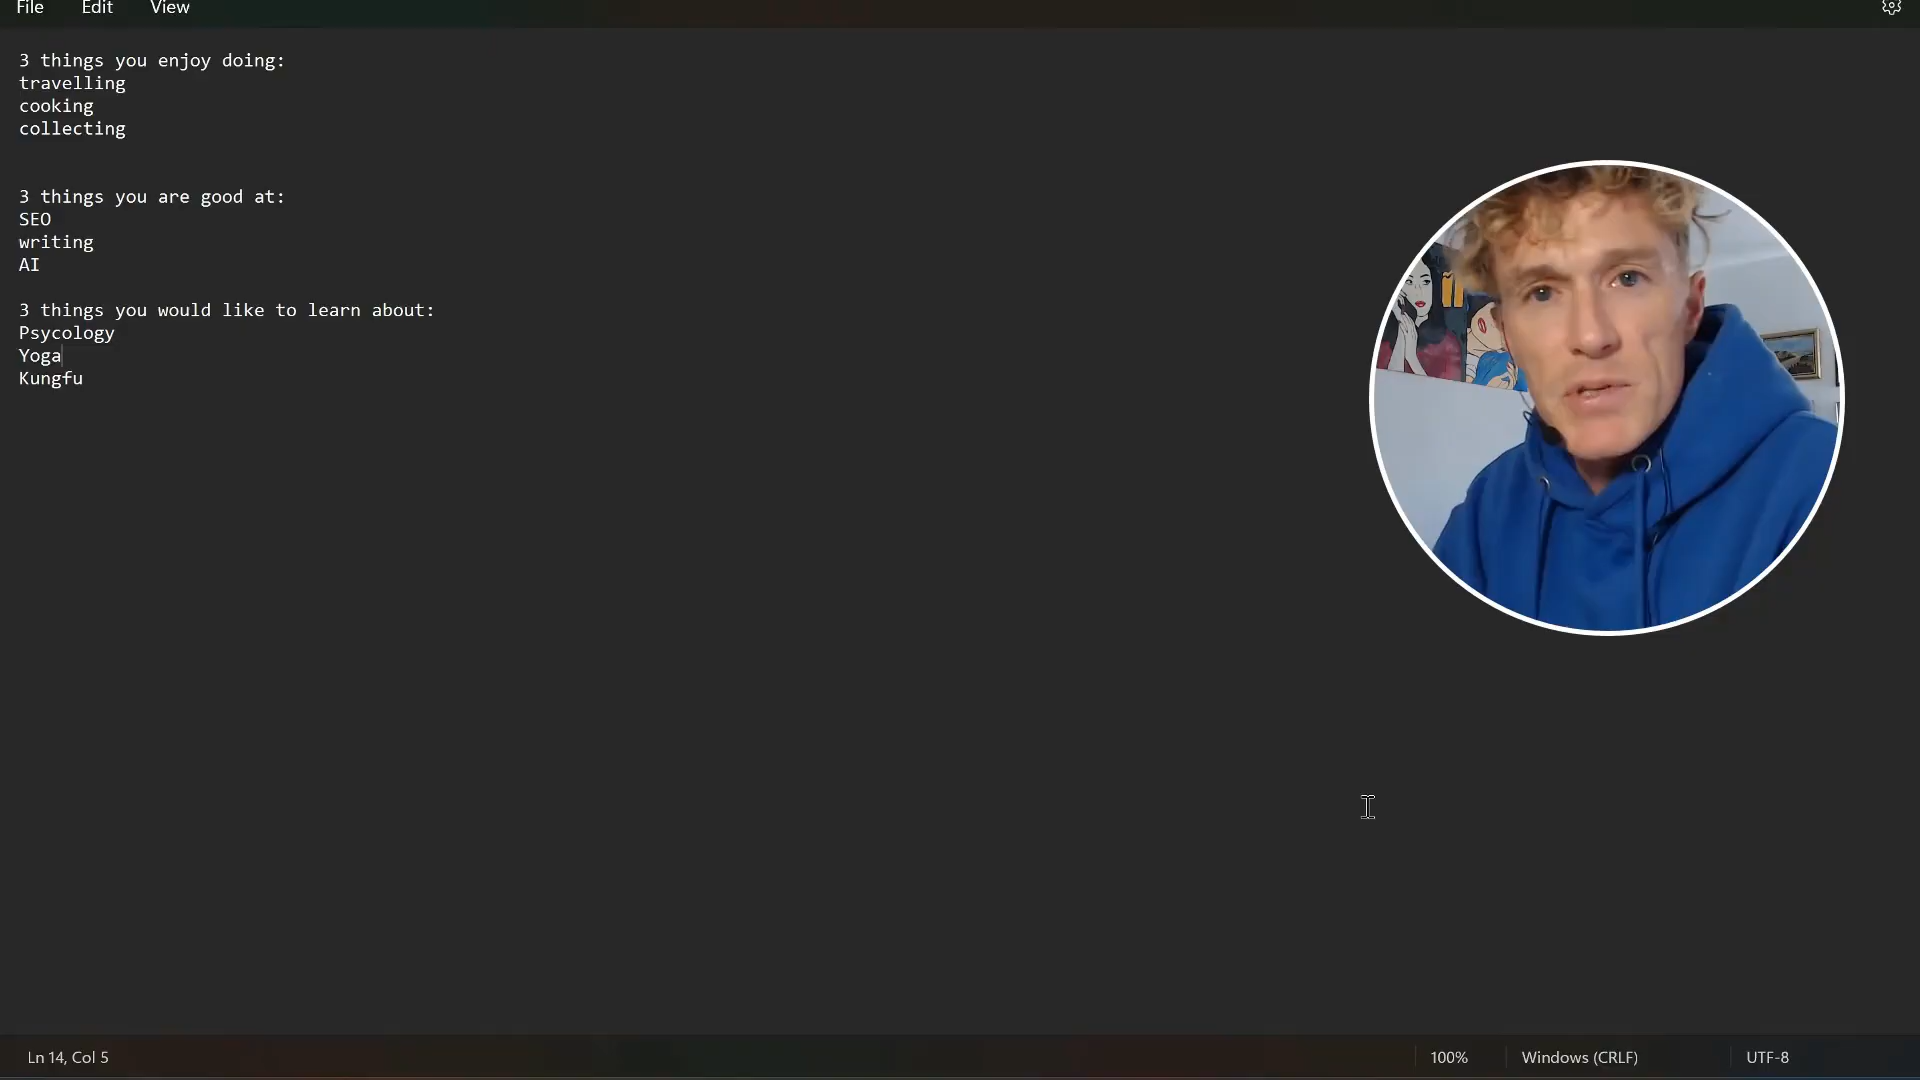 File Edit View
3 things you enjoy doing:
travelling
cooking
collecting
3 things you are good at:
SEO
writing
AI
3 things you would like to learn about:
Psycology
Yoga
Kungfu
Ln 14, Col 5 100% Windows (CRLF) UTF-8